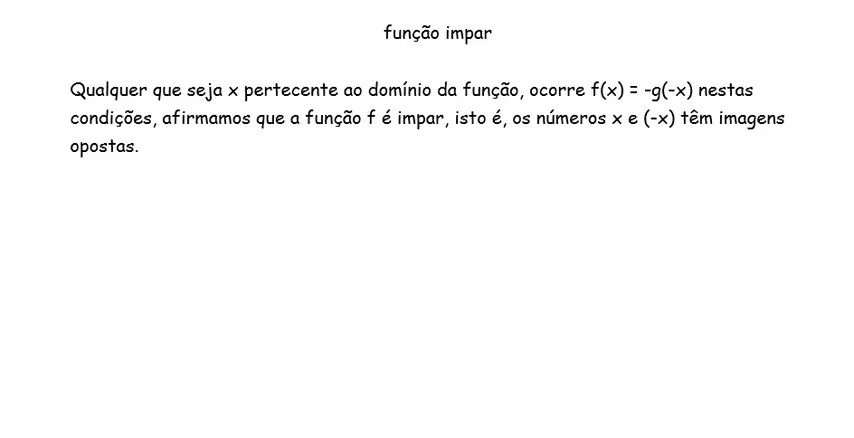 função impar
Qualquer que seja x pertecente ao domínio da função, ocorre f(x) = -g(-x) nestas
condições, afirmamos que a função f é impar, isto é, os números x e (-x) têm imagens
opostas.